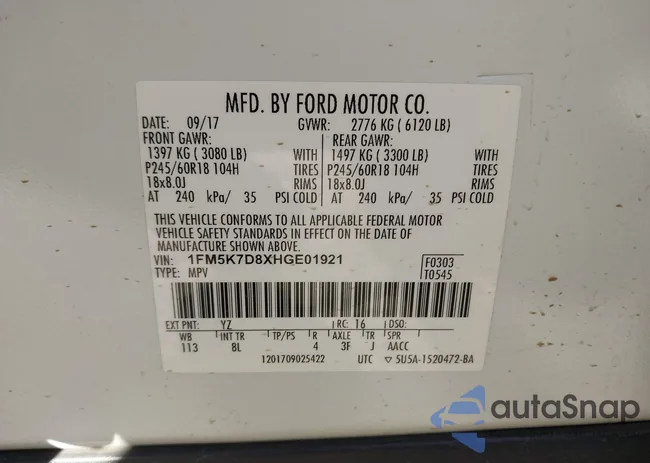 MFD. BY FORD MOTOR CO.
DATE: 09/17 GVWR: 2776 KG ( 6120 LB)
FRONT GAWR: REAR GAWR:
1397 KG ( 3080 LB) WITH 1497 KG ( 3300 LB) WITH
P245/60R18 104H TIRES P245/60R18 104H TIRES
18x8.0J RIMS 18x8.0J RIMS
AT 240 kPa/ 35 PSI COLD AT 240 kPa/ 35 PSI COLD
THIS VEHICLE CONFORMS TO ALL APPLICABLE FEDERAL MOTOR
VEHICLE SAFETY STANDARDS IN EFFECT ON THE DATE OF
MANUFACTURE SHOWN ABOVE.
VIN: 1FM5K7D8XHGE01921 F0303
TYPE: MPV T0545
EXT PNT: YZ RC: 16 DSO:
WB INT TR TP/PS R AXLE TR SPR
113 8L 4 3F J AACC
1201709025422 UTC ▽ 5U5A-1520472-BA
autoSnap